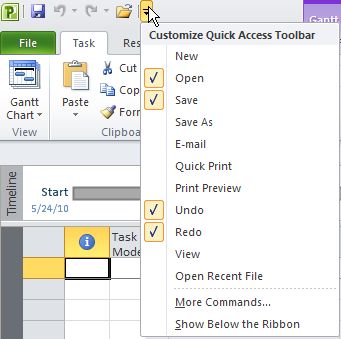 Gantt
Customize Quick Access Toolbar
File
Task
Res
New
Open
Save
Save As
E-mail
Quick Print
Print Preview
Undo
Redo
View
Open Recent File
More Commands...
Show Below the Ribbon
Gantt
Chart
View
Paste
Cut
Cop
Form
Clipboa
Timeline
Start
5/24/10
Task
Mode